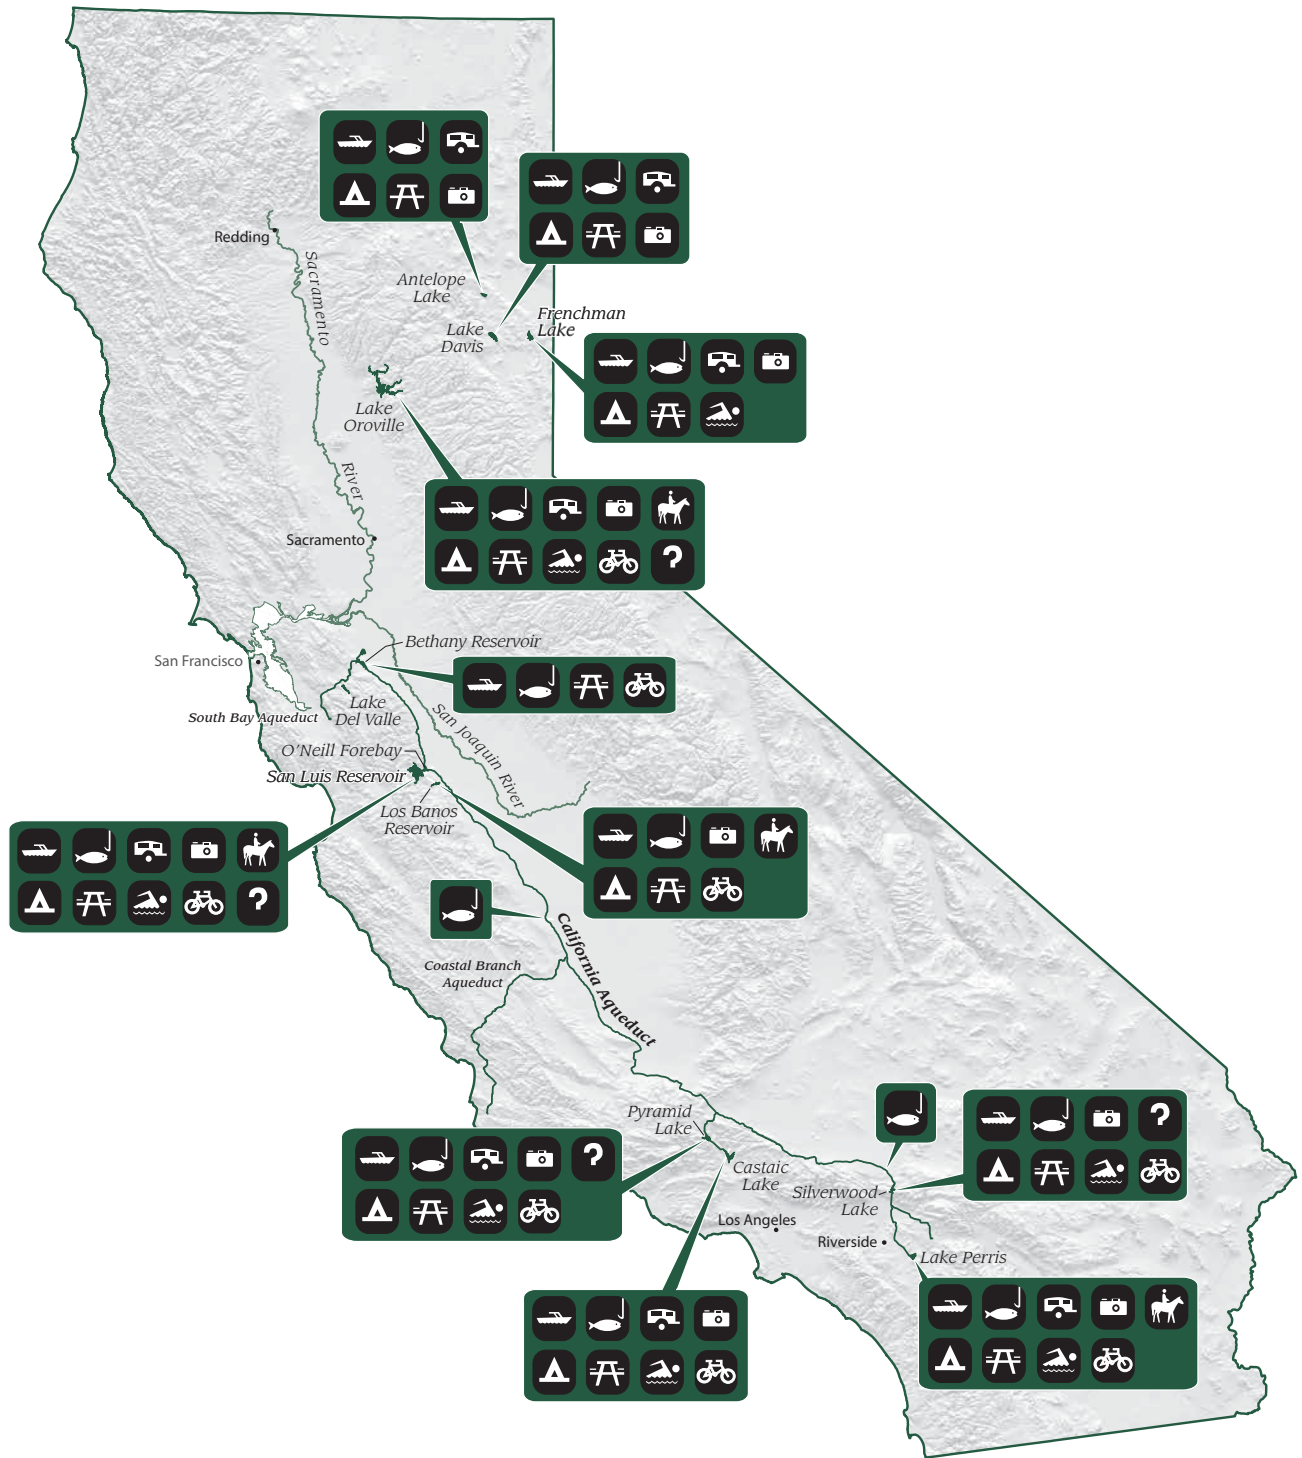 Redding
Sacramento
River
Antelope
Lake
Lake
Davis
Frenchman
Lake
Lake
Oroville
?
Sacramento
Bethany Reservoir
San Francisco
South Bay Aqueduct
Lake
Del Valle
San Joaquin River
O'Neill Forebay
San Luis Reservoir
Los Banos
Reservoir
?
California Aqueduct
Coastal Branch
Aqueduct
Pyramid
Lake
?
Castaic
Lake
?
Silverwood
Lake
Los Angeles
Riverside
Lake Perris